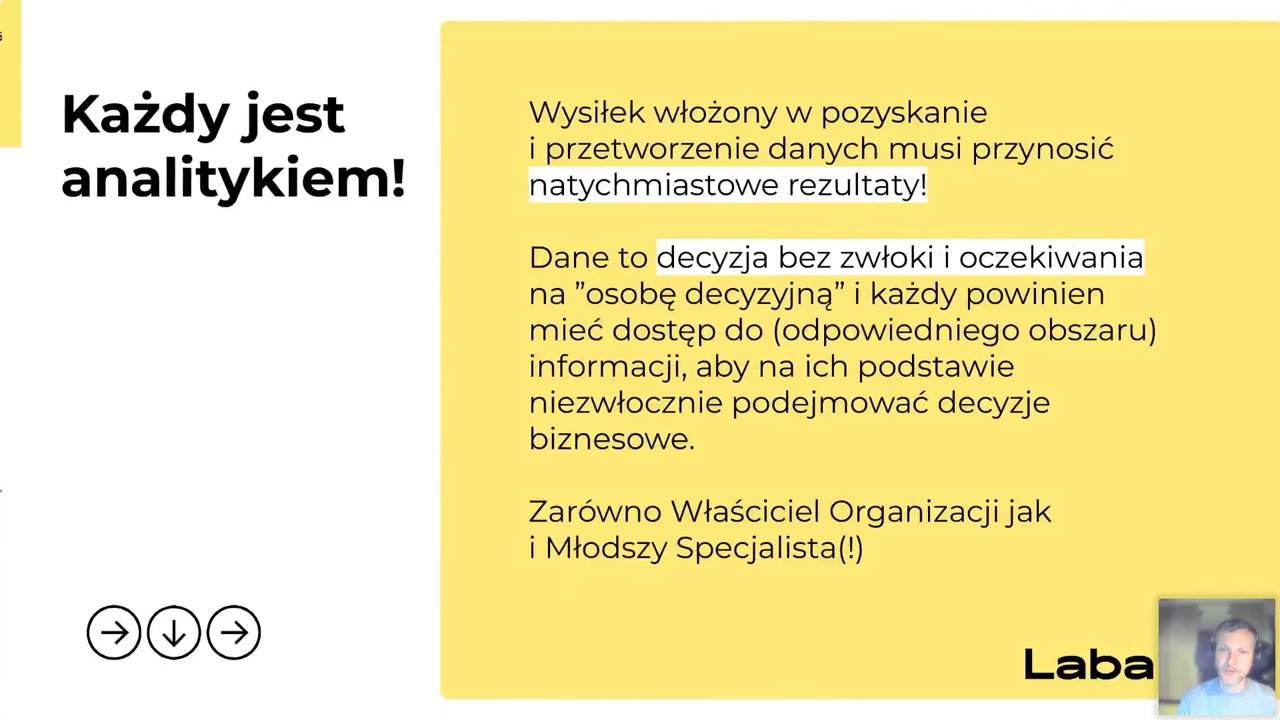 Każdy jest
analitykiem!
Wysiłek włożony w pozyskanie
i przetworzenie danych musi przynosić
natychmiastowe rezultaty!
Dane to decyzja bez zwłoki i oczekiwania
na ”osobę decyzyjną” i każdy powinien
mieć dostęp do (odpowiedniego obszaru)
informacji, aby na ich podstawie
niezwłocznie podejmować decyzje
biznesowe.
Zarówno Właściciel Organizacji jak
i Młodszy Specjalista(!)
Laba